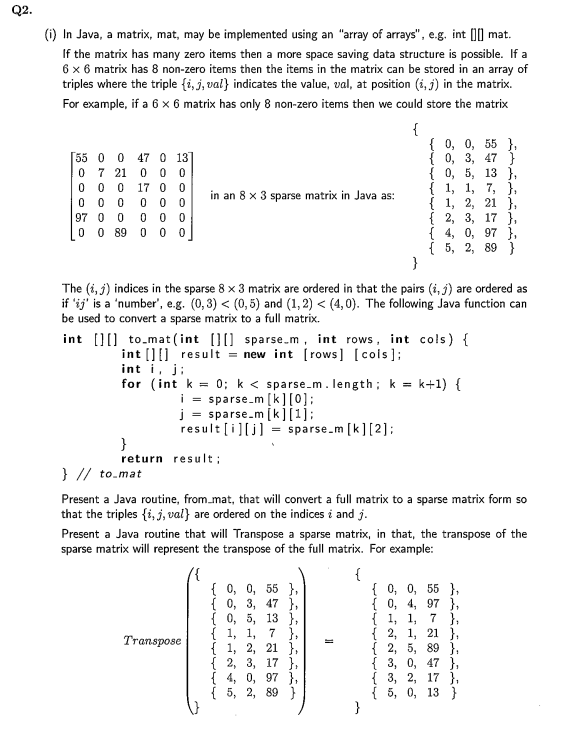 Q2.
(i) In Java, a matrix, mat, may be implemented using an "array of arrays", e.g. int [][] mat.
If the matrix has many zero items then a more space saving data structure is possible. If a
6 × 6 matrix has 8 non-zero items then the items in the matrix can be stored in an array of
triples where the triple {i, j, val} indicates the value, val, at position (i, j) in the matrix.
For example, if a 6 × 6 matrix has only 8 non-zero items then we could store the matrix
55 0 0 47 0 13
0 7 21 0 0 0
0 0 0 17 0 0
0 0 0 0 0 0
97 0 0 0 0 0
0 0 89 0 0 0
in an 8 × 3 sparse matrix in Java as:
{
{ 0, 0, 55 },
{ 0, 3, 47 }
{ 0, 5, 13 },
{ 1, 1, 7, },
{ 1, 2, 21 },
{ 2, 3, 17 },
{ 4, 0, 97 },
{ 5, 2, 89 }
}
The (i, j) indices in the sparse 8 × 3 matrix are ordered in that the pairs (i, j) are ordered as
if 'ij' is a 'number', e.g. (0, 3) < (0, 5) and (1, 2) < (4, 0). The following Java function can
be used to convert a sparse matrix to a full matrix.
int [][] to_mat(int [][] sparse_m, int rows, int cols) {
int [][] result = new int [rows] [cols];
int i, j;
for (int k = 0; k < sparse_m.length; k = k+1) {
i = sparse_m[k][0];
j = sparse_m[k][1];
result[i][j] = sparse_m[k][2];
}
return result;
} // to_mat
Present a Java routine, from_mat, that will convert a full matrix to a sparse matrix form so
that the triples {i, j, val} are ordered on the indices i and j.
Present a Java routine that will Transpose a sparse matrix, in that, the transpose of the
sparse matrix will represent the transpose of the full matrix. For example:
Transpose
{
{ 0, 0, 55 },
{ 0, 3, 47 },
{ 0, 5, 13 },
{ 1, 1, 7 },
{ 1, 2, 21 },
{ 2, 3, 17 },
{ 4, 0, 97 },
{ 5, 2, 89 }
}
=
{
{ 0, 0, 55 },
{ 0, 4, 97 },
{ 1, 1, 7 },
{ 2, 1, 21 },
{ 2, 5, 89 },
{ 3, 0, 47 },
{ 3, 2, 17 },
{ 5, 0, 13 }
}